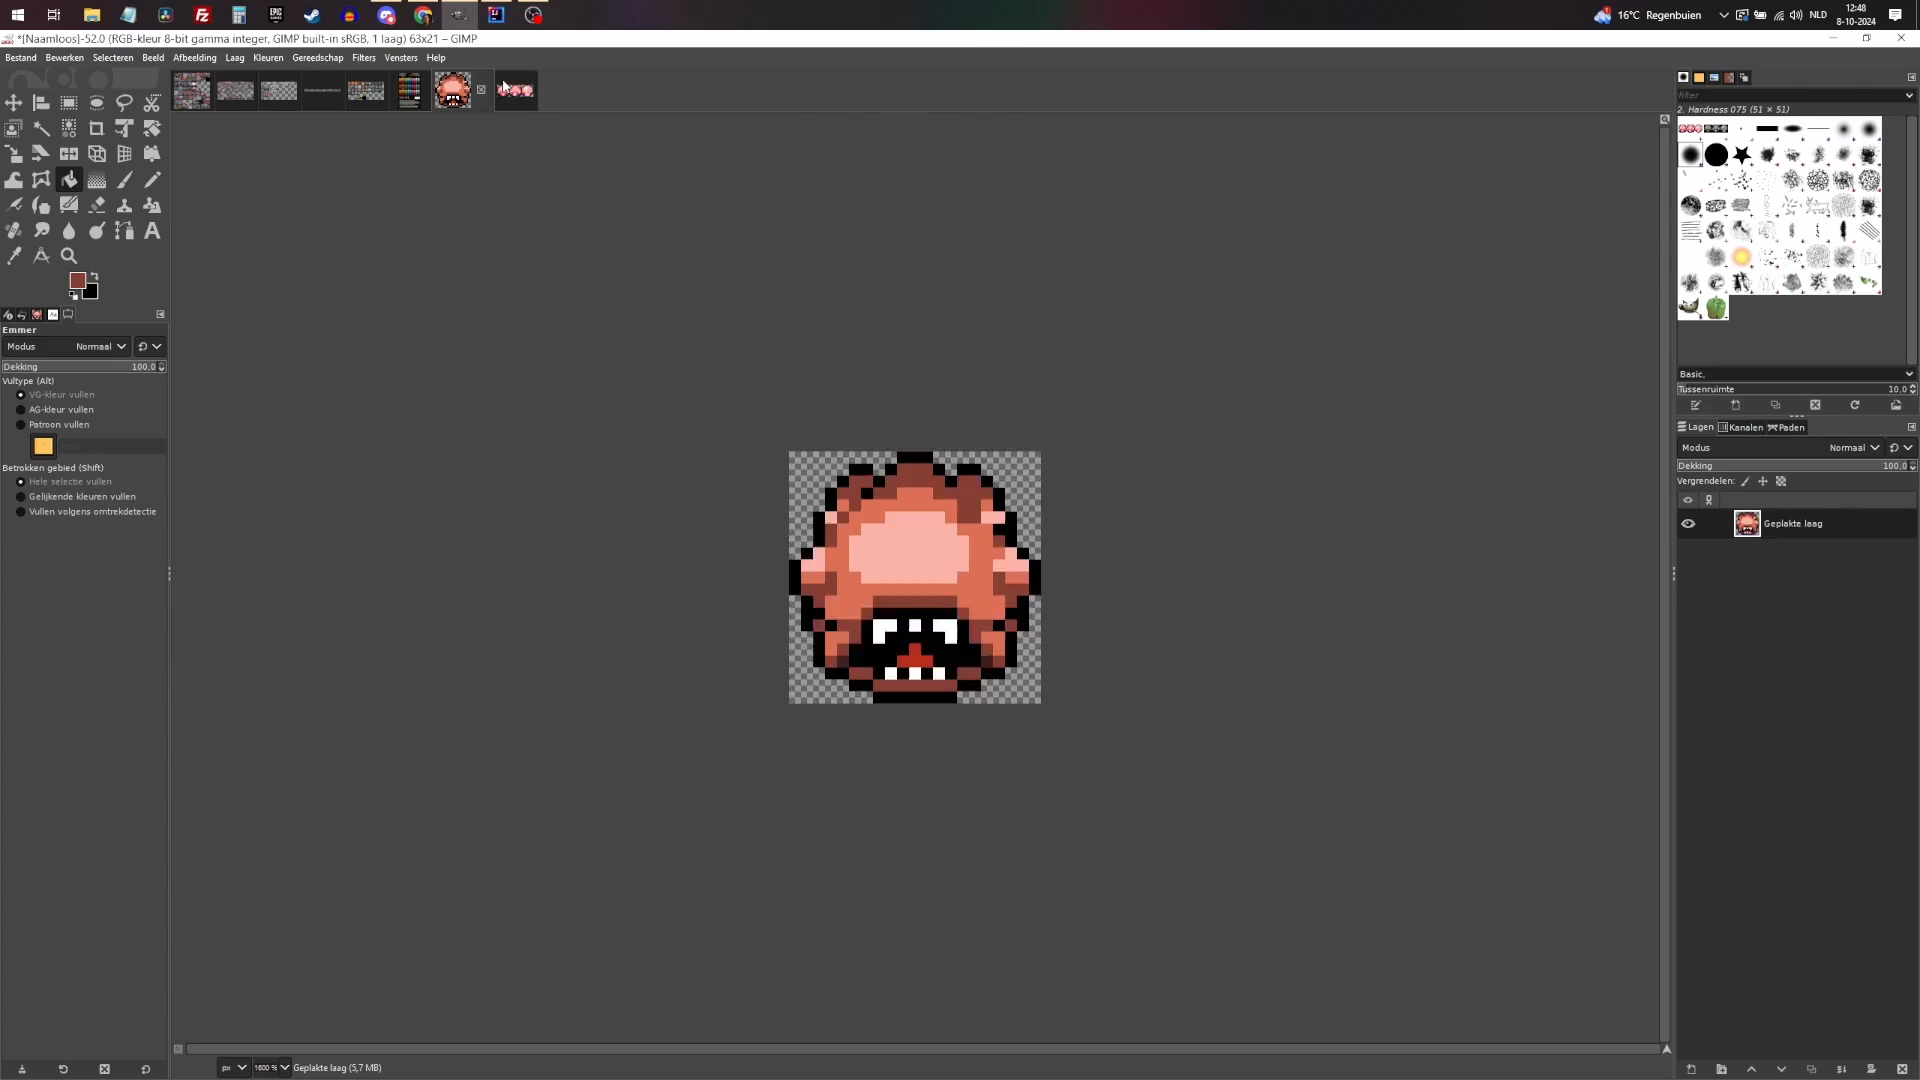 16°C Regenbuien
NLD
12:48
8-10-2024
EPIC
*[Naamloos]-52.0 (RGB-kleur 8-bit gamma integer, GIMP built-in sRGB, 1 laag) 63x21 – GIMP
Bestand Bewerken Selecteren Beeld Afbeelding Laag Kleuren Gereedschap Filters Vensters Help
filter
2. Hardness 075 (51 × 51)
Emmer
Modus Normaal
Dekking 100,0
Vultype (Alt)
VG-kleur vullen
AG-kleur vullen
Patroon vullen
Betrokken gebied (Shift)
Hele selectie vullen
Gelijkende kleuren vullen
Vullen volgens omtrekdetectie
Basic,
Tussenruimte 10,0
Lagen Kanalen Paden
Modus Normaal
Dekking 100,0
Vergrendelen:
Geplakte laag
px 1600 % Geplakte laag (5,7 MB)